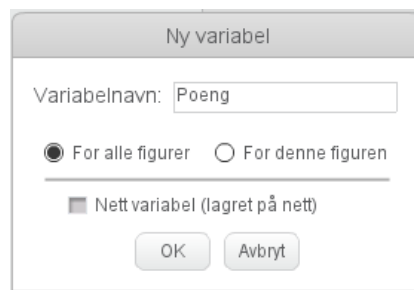 Ny variabel
Variabelnavn: Poeng
For alle figurer For denne figuren
Nett variabel (lagret på nett)
OK Avbryt